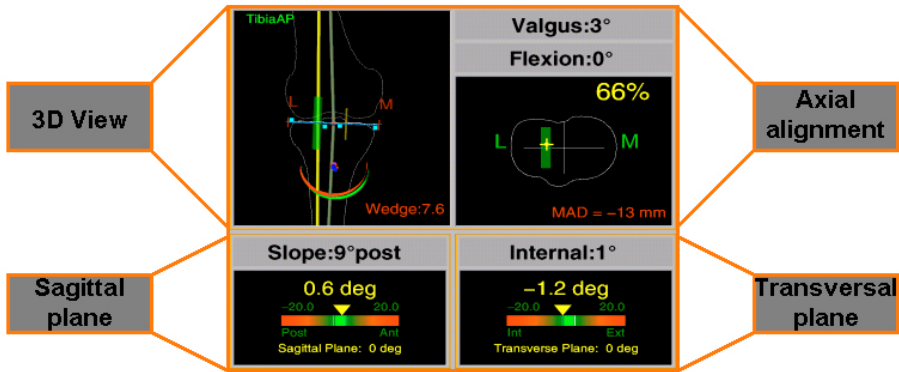 3D View
TibiaAP
L
M
Wedge:7.6
Valgus:3°
Flexion:0°
66%
L
M
MAD = −13 mm
Axial
alignment
Sagittal
plane
Slope:9°post
0.6 deg
−20.0 20.0
Post Ant
Sagittal Plane: 0 deg
Internal:1°
−1.2 deg
−20.0 20.0
Int Ext
Transverse Plane: 0 deg
Transversal
plane